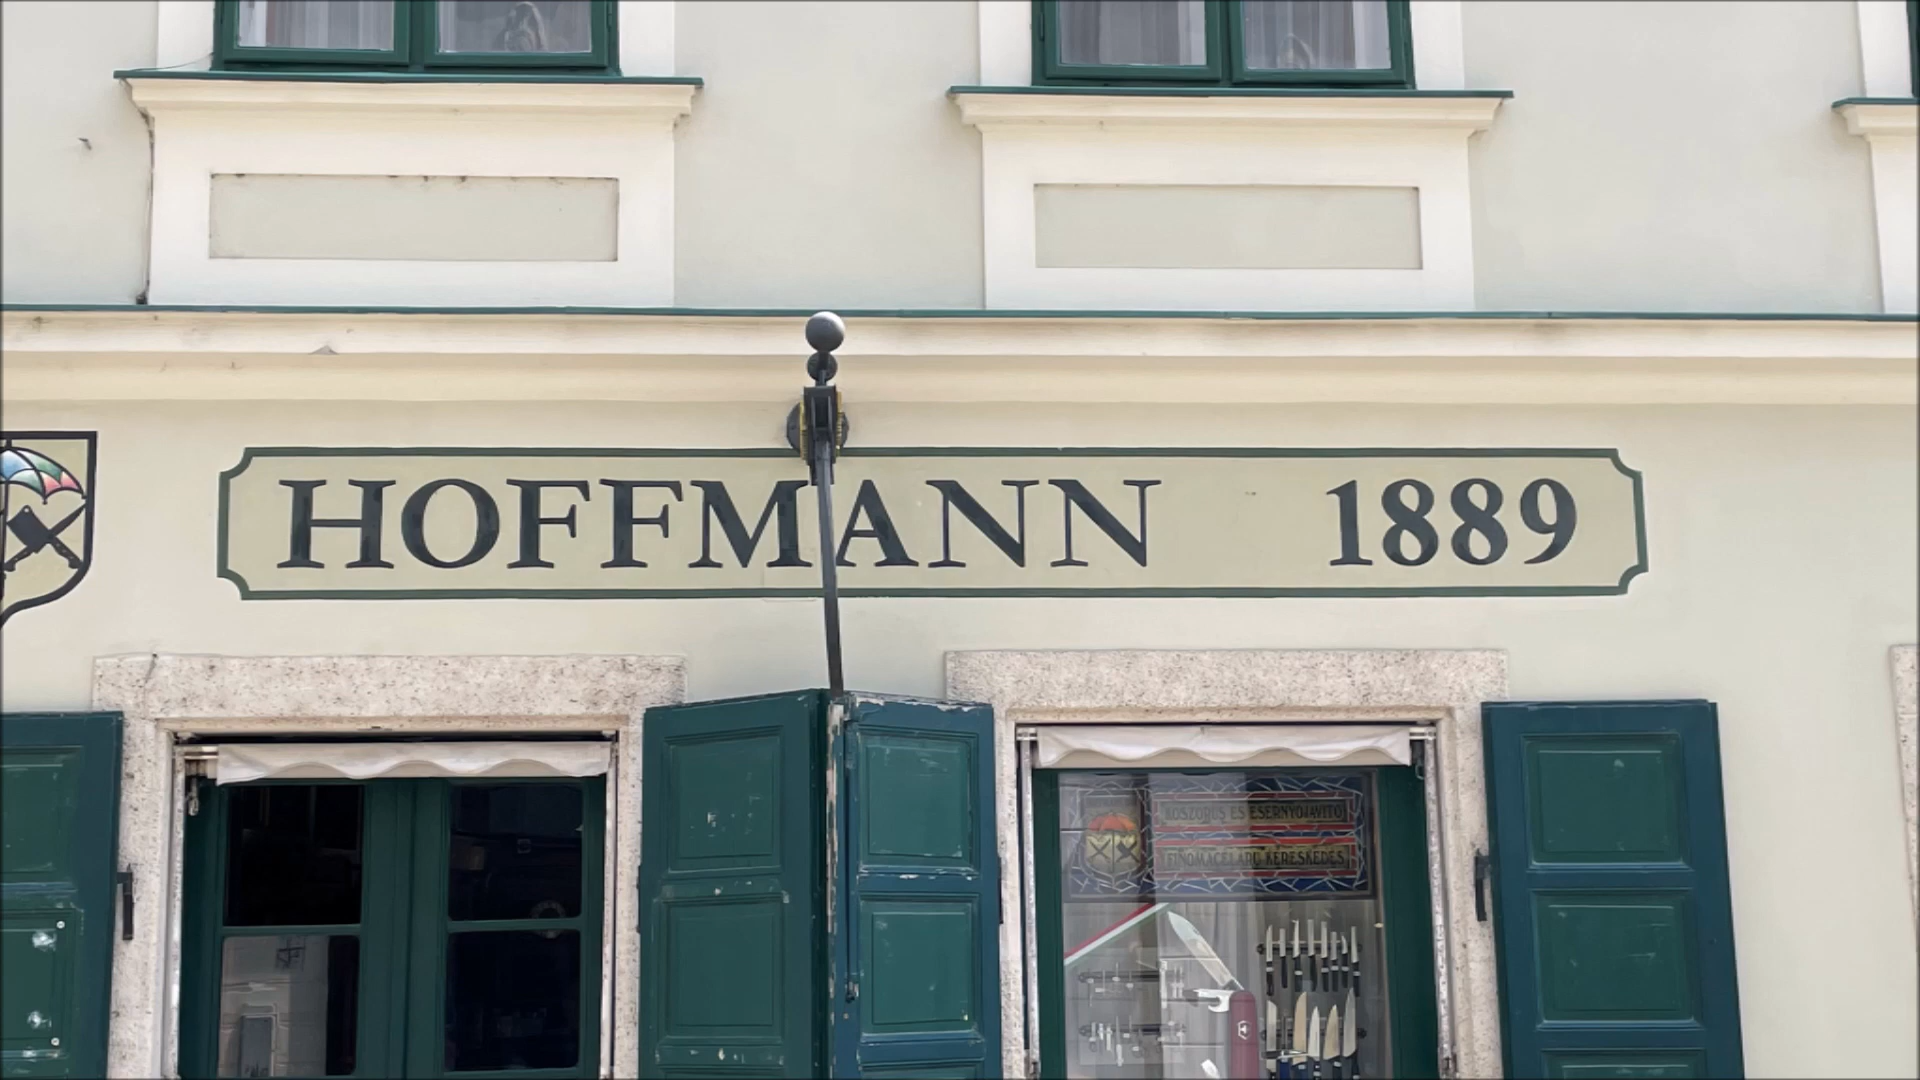 HOFFMANN 1889
KÖSZÖRŰS ÉS ESERNYŐJAVÍTÓ
FINOMACÉLÁRU KERESKEDÉS